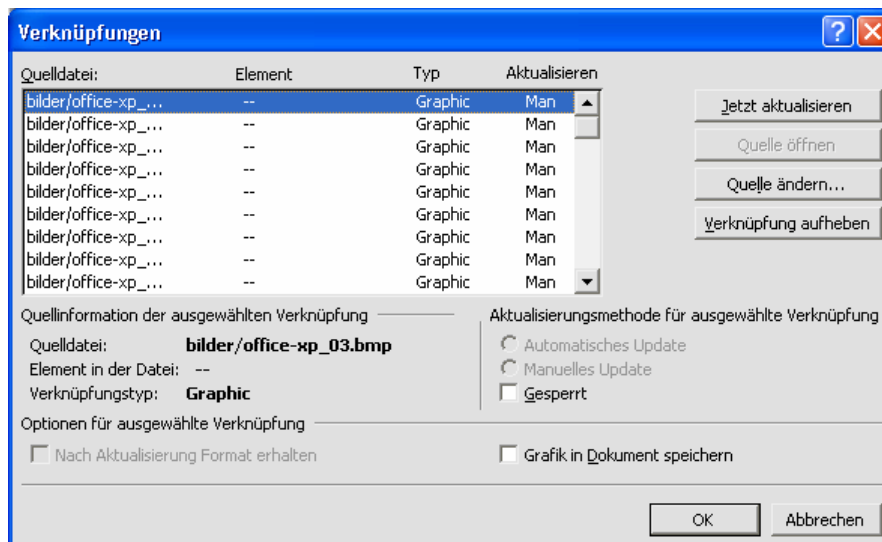 Verknüpfungen
Quelldatei: Element Typ Aktualisieren
bilder/office-xp_... -- Graphic Man
bilder/office-xp_... -- Graphic Man
bilder/office-xp_... -- Graphic Man
bilder/office-xp_... -- Graphic Man
bilder/office-xp_... -- Graphic Man
bilder/office-xp_... -- Graphic Man
bilder/office-xp_... -- Graphic Man
bilder/office-xp_... -- Graphic Man
bilder/office-xp_... -- Graphic Man
Jetzt aktualisieren
Quelle öffnen
Quelle ändern...
Verknüpfung aufheben
Quellinformation der ausgewählten Verknüpfung
Quelldatei: bilder/office-xp_03.bmp
Element in der Datei: --
Verknüpfungstyp: Graphic
Aktualisierungsmethode für ausgewählte Verknüpfung
Automatisches Update
Manuelles Update
Gesperrt
Optionen für ausgewählte Verknüpfung
Nach Aktualisierung Format erhalten
Grafik in Dokument speichern
OK Abbrechen